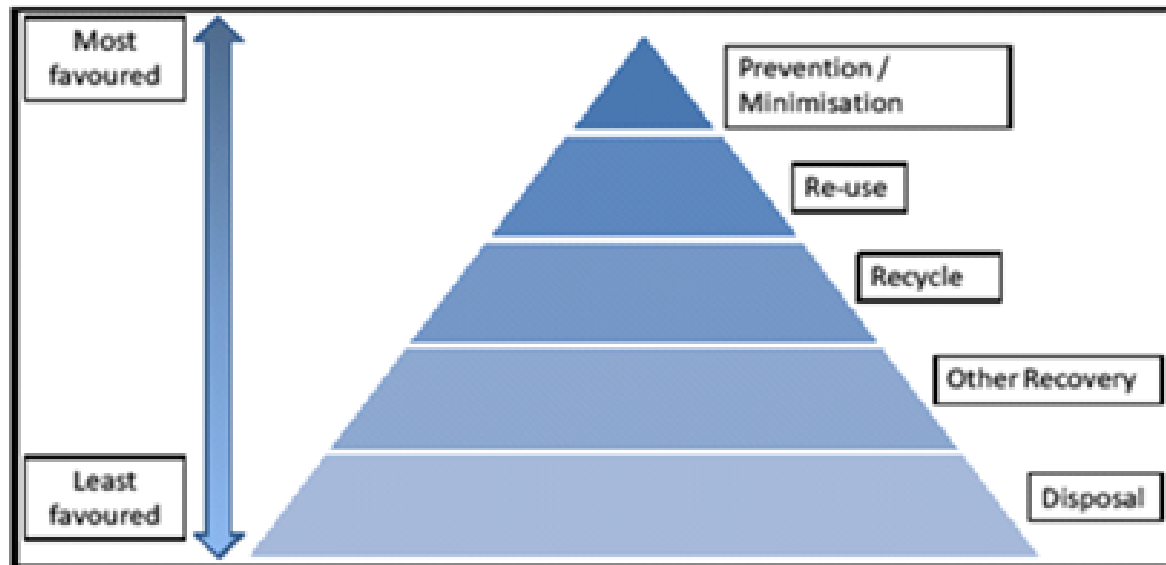 Most
favoured
Prevention /
Minimisation
Re-use
Recycle
Other Recovery
Least
favoured
Disposal